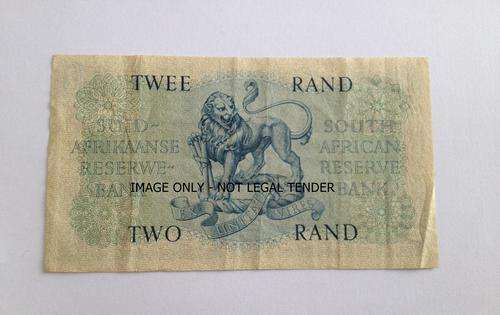 TWEE RAND
SUID-
AFRIKAANSE
RESERWE-
BANK
SOUTH
AFRICAN
RESERVE
BANK
IMAGE ONLY - NOT LEGAL TENDER
TWO RAND